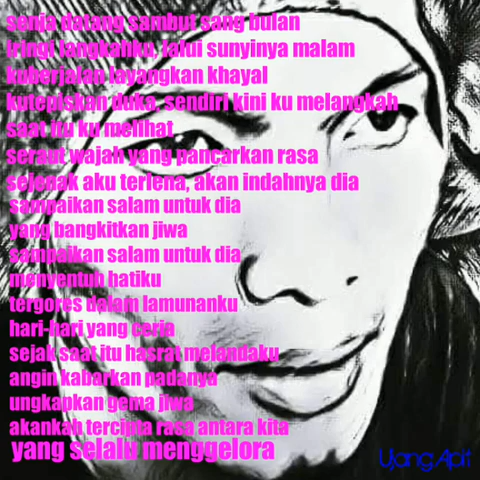 senja datang sambut sang bulan
iringi langkahku, lalui sunyinya malam
kuberjalan layangkan khayal
kutepiskan duka, sendiri kini ku melangkah
saat itu ku melihat
seraut wajah yang pancarkan rasa
sejenak aku terlena, akan indahnya dia
sampaikan salam untuk dia
yang bangkitkan jiwa
sampaikan salam untuk dia
menyentuh hatiku
tergores dalam lamunanku
hari-hari yang ceria
sejak saat itu hasrat melandaku
angin kabarkan padanya
ungkapkan gema jiwa
akankah tercipta rasa antara kita
yang selalu menggelora
Ujang Apit